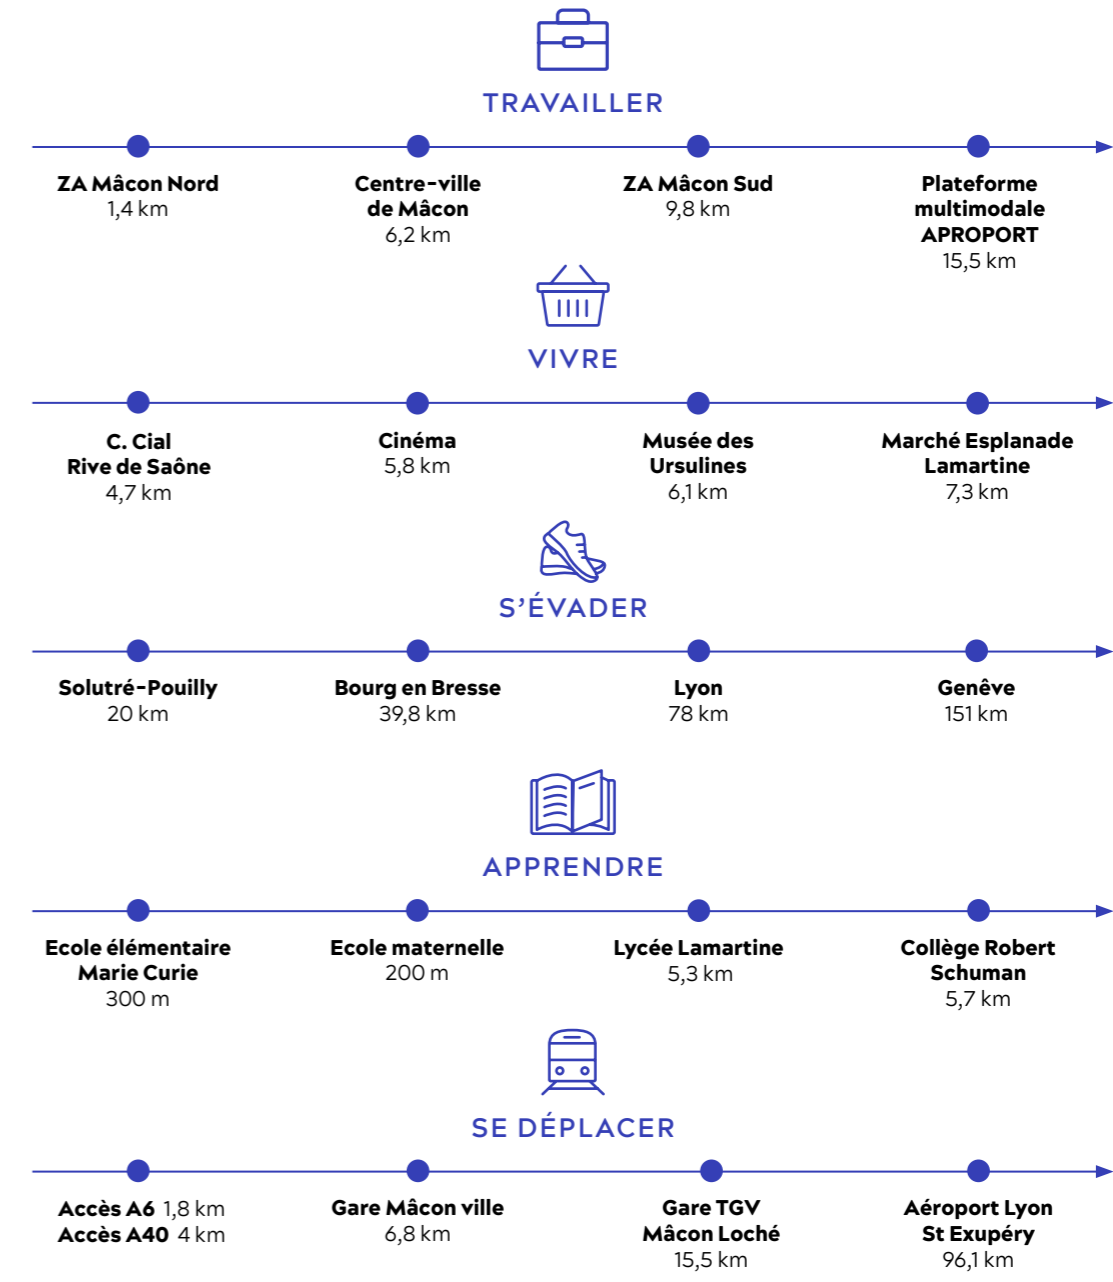 TRAVAILLER
ZA Mâcon Nord
1,4 km
Centre-ville
de Mâcon
6,2 km
ZA Mâcon Sud
9,8 km
Plateforme
multimodale
APROPORT
15,5 km
VIVRE
C. Cial
Rive de Saône
4,7 km
Cinéma
5,8 km
Musée des
Ursulines
6,1 km
Marché Esplanade
Lamartine
7,3 km
S'ÉVADER
Solutré-Pouilly
20 km
Bourg en Bresse
39,8 km
Lyon
78 km
Genêve
151 km
APPRENDRE
Ecole élémentaire
Marie Curie
300 m
Ecole maternelle
200 m
Lycée Lamartine
5,3 km
Collège Robert
Schuman
5,7 km
SE DÉPLACER
Accès A6 1,8 km
Accès A40 4 km
Gare Mâcon ville
6,8 km
Gare TGV
Mâcon Loché
15,5 km
Aéroport Lyon
St Exupéry
96,1 km